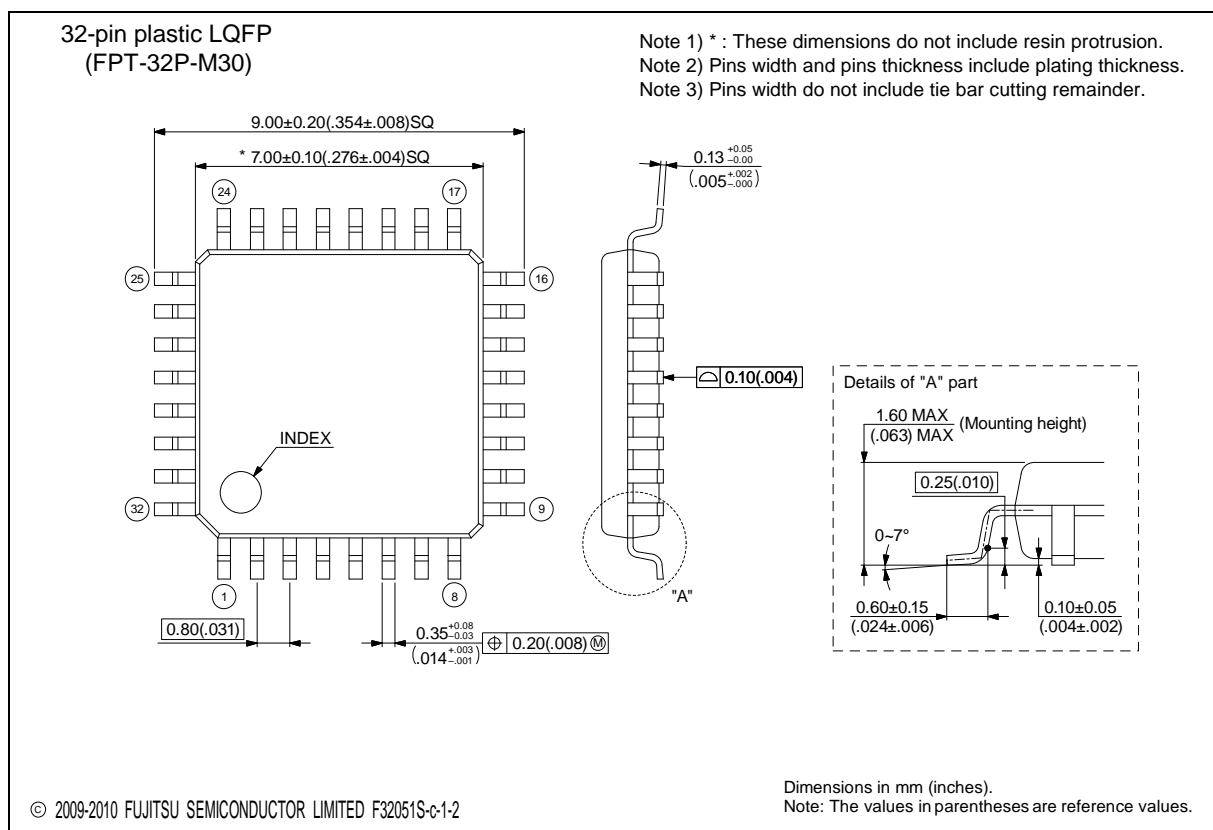 32-pin plastic LQFP
(FPT-32P-M30)
Note 1) * : These dimensions do not include resin protrusion.
Note 2) Pins width and pins thickness include plating thickness.
Note 3) Pins width do not include tie bar cutting remainder.
9.00±0.20(.354±.008)SQ
* 7.00±0.10(.276±.004)SQ
0.13 +0.05 –0.00
(.005 +.002 –.000)
24
17
25
16
0.10(.004)
INDEX
32
9
1
8
"A"
0.80(.031)
0.35 +0.08 –0.03
(.014 +.003 –.001)
⌖ 0.20(.008) Ⓜ
Details of "A" part
1.60 MAX
(.063) MAX
(Mounting height)
0.25(.010)
0~7°
0.60±0.15
(.024±.006)
0.10±0.05
(.004±.002)
© 2009-2010 FUJITSU SEMICONDUCTOR LIMITED F32051S-c-1-2
Dimensions in mm (inches).
Note: The values in parentheses are reference values.